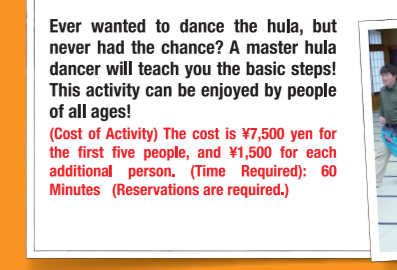 Ever wanted to dance the hula, but
never had the chance? A master hula
dancer will teach you the basic steps!
This activity can be enjoyed by people
of all ages!
(Cost of Activity) The cost is ¥7,500 yen for
the first five people, and ¥1,500 for each
additional person. (Time Required): 60
Minutes (Reservations are required.)